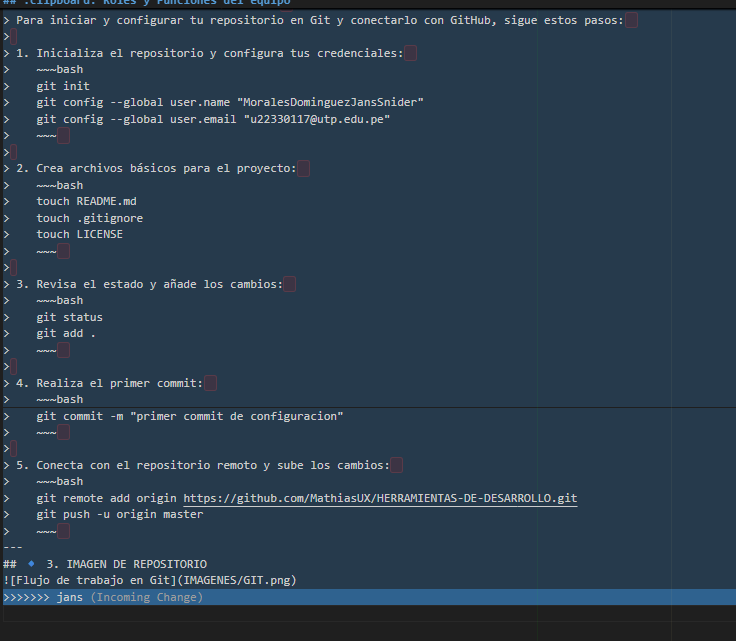 ## .clipboard: Roles y Funciones del equipo
> Para iniciar y configurar tu repositorio en Git y conectarlo con GitHub, sigue estos pasos:
>
> 1. Inicializa el repositorio y configura tus credenciales:
>    ~~~bash
>    git init
>    git config --global user.name "MoralesDominguezJansSnider"
>    git config --global user.email "u22330117@utp.edu.pe"
>    ~~~
>
> 2. Crea archivos básicos para el proyecto:
>    ~~~bash
>    touch README.md
>    touch .gitignore
>    touch LICENSE
>    ~~~
>
> 3. Revisa el estado y añade los cambios:
>    ~~~bash
>    git status
>    git add .
>    ~~~
>
> 4. Realiza el primer commit:
>    ~~~bash
>    git commit -m "primer commit de configuracion"
>    ~~~
>
> 5. Conecta con el repositorio remoto y sube los cambios:
>    ~~~bash
>    git remote add origin https://github.com/MathiasUX/HERRAMIENTAS-DE-DESARROLLO.git
>    git push -u origin master
>    ~~~
---
## 🔹 3. IMAGEN DE REPOSITORIO
![Flujo de trabajo en Git](IMAGENES/GIT.png)
>>>>>>> jans (Incoming Change)